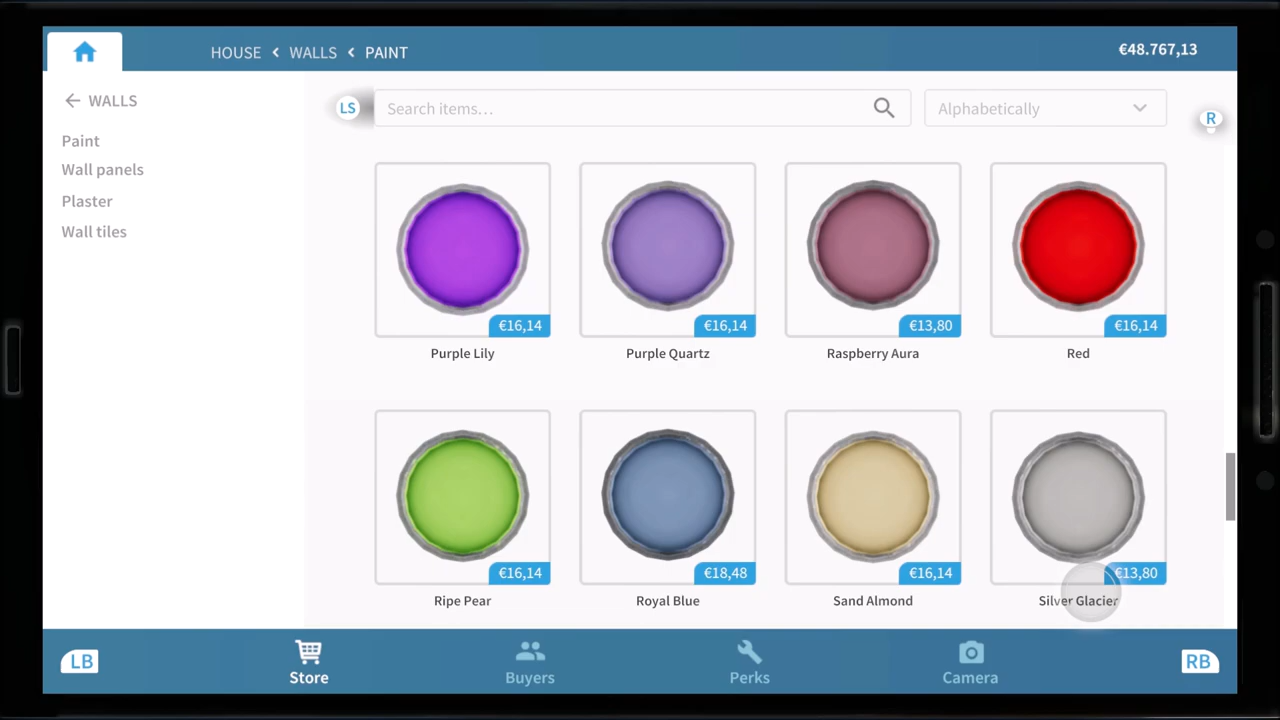 HOUSE < WALLS < PAINT
€48.767,13
WALLS
Paint
Wall panels
Plaster
Wall tiles
LS
Search items...
Alphabetically
R
€16,14
€16,14
€13,80
€16,14
Purple Lily
Purple Quartz
Raspberry Aura
Red
€16,14
€18,48
€16,14
€13,80
Ripe Pear
Royal Blue
Sand Almond
Silver Glacier
LB
Store
Buyers
Perks
Camera
RB